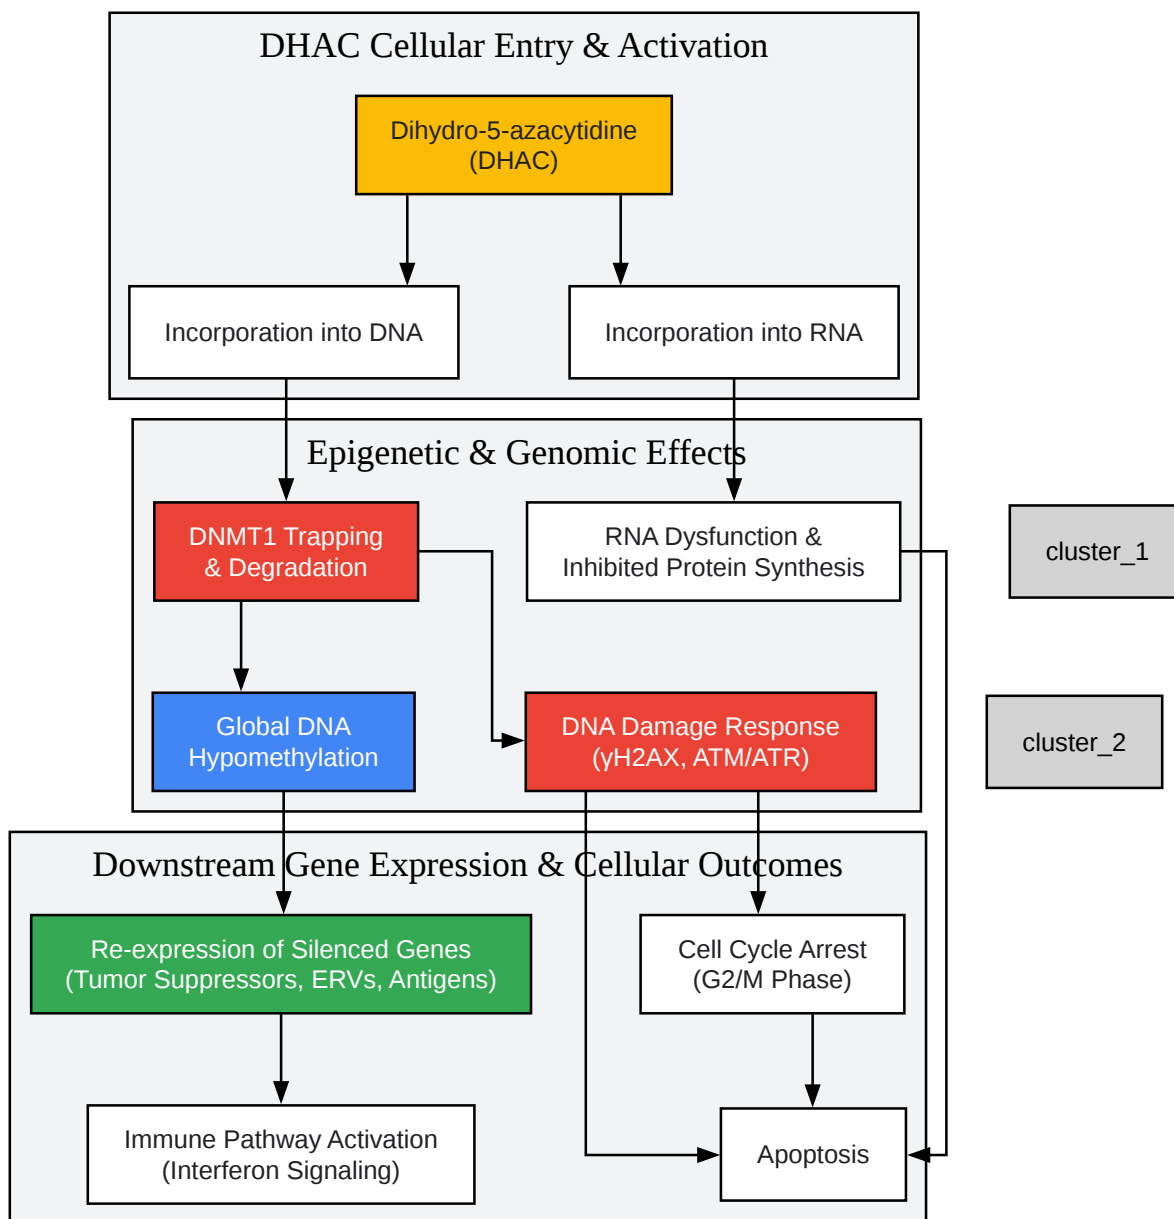 DHAC Cellular Entry & Activation
Dihydro-5-azacytidine
(DHAC)
Incorporation into DNA
Incorporation into RNA
Epigenetic & Genomic Effects
DNMT1 Trapping
& Degradation
RNA Dysfunction &
Inhibited Protein Synthesis
cluster_1
Global DNA
Hypomethylation
DNA Damage Response
(γH2AX, ATM/ATR)
cluster_2
Downstream Gene Expression & Cellular Outcomes
Re-expression of Silenced Genes
(Tumor Suppressors, ERVs, Antigens)
Cell Cycle Arrest
(G2/M Phase)
Immune Pathway Activation
(Interferon Signaling)
Apoptosis